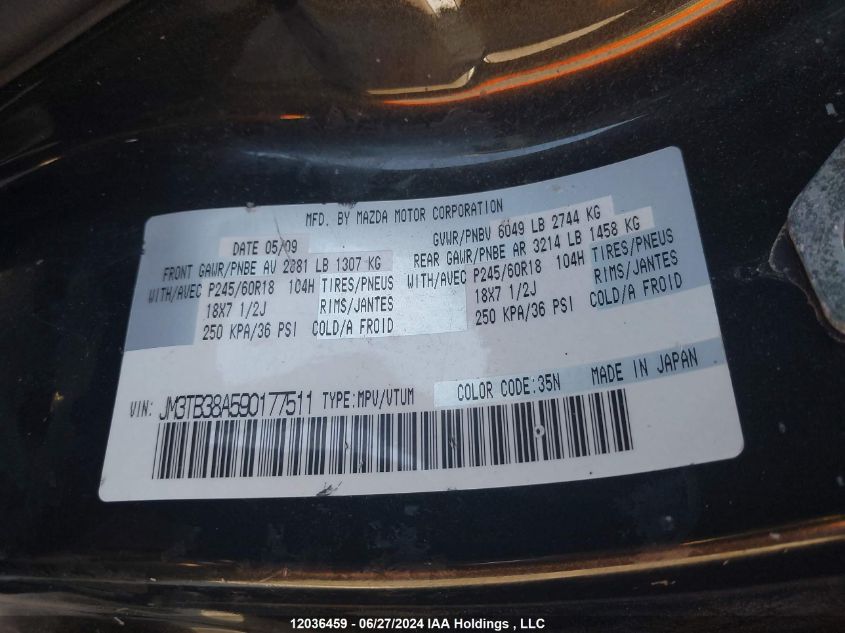 MFD. BY MAZDA MOTOR CORPORATION
DATE 05/09
GVWR/PNBV 6049 LB 2744 KG
FRONT GAWR/PNBE AV 2881 LB 1307 KG
REAR GAWR/PNBE AR 3214 LB 1458 KG
WITH/AVEC P245/60R18 104H TIRES/PNEUS
WITH/AVEC P245/60R18 104H TIRES/PNEUS
18X7 1/2J RIMS/JANTES
18X7 1/2J RIMS/JANTES
250 KPA/36 PSI COLD/A FROID
250 KPA/36 PSI COLD/A FROID
VIN: JM3TB38A590177511 TYPE:MPV/VTUM COLOR CODE:35N MADE IN JAPAN
12036459 - 06/27/2024 IAA Holdings , LLC